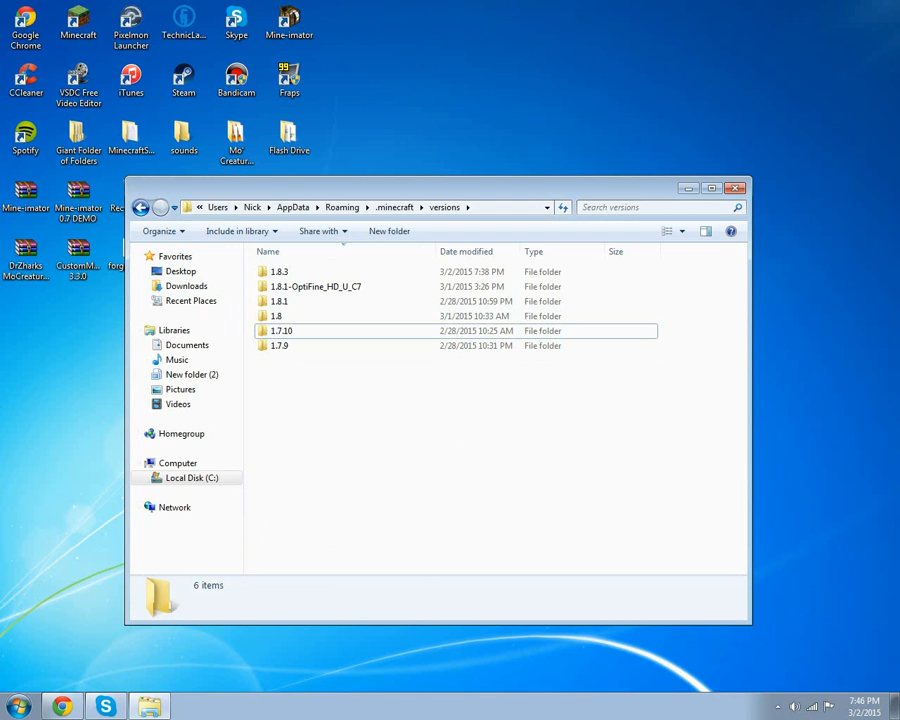 Google Chrome
Minecraft
Pixelmon Launcher
TechnicLa...
Skype
Mine-imator
CCleaner
VSDC Free Video Editor
iTunes
Steam
Bandicam
99
Fraps
Spotify
Giant Folder of Folders
MinecraftS...
sounds
Mo' Creatur...
Flash Drive
Mine-imator
Mine-imator 0.7 DEMO
Rec
DrZharks MoCreatur...
CustomM... 3.3.0
forg
« Users Nick AppData Roaming .minecraft versions
Search versions
Organize Include in library Share with New folder
Name Date modified Type Size
Favorites
Desktop
Downloads
Recent Places
Libraries
Documents
Music
New folder (2)
Pictures
Videos
Homegroup
Computer
Local Disk (C:)
Network
1.8.3 3/2/2015 7:38 PM File folder
1.8.1-OptiFine_HD_U_C7 3/1/2015 3:26 PM File folder
1.8.1 2/28/2015 10:59 PM File folder
1.8 3/1/2015 10:33 AM File folder
1.7.10 2/28/2015 10:25 AM File folder
1.7.9 2/28/2015 10:31 PM File folder
6 items
7:46 PM
3/2/2015